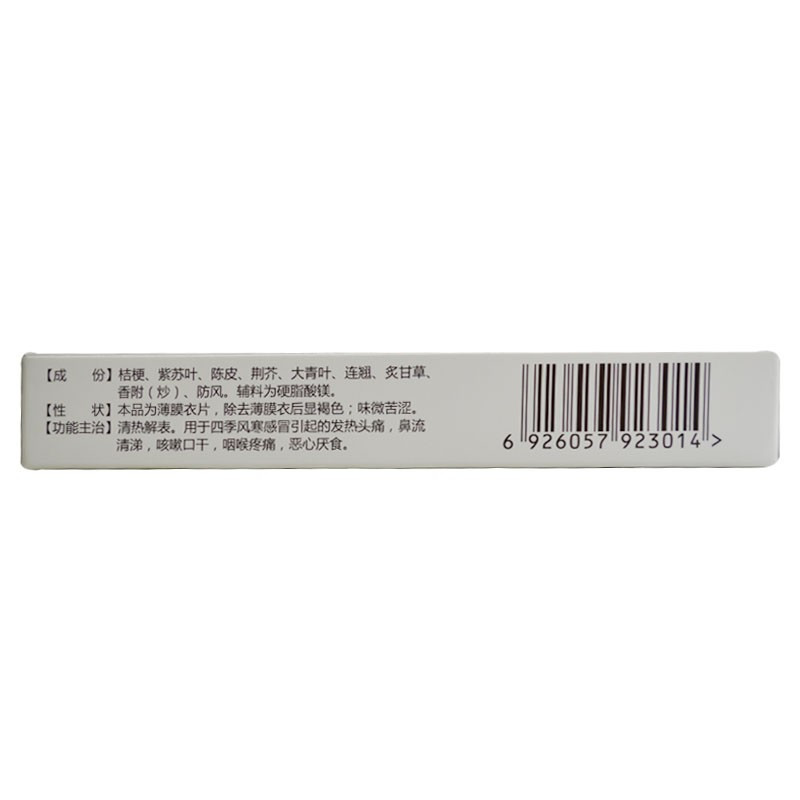 【成　　份】桔梗、紫苏叶、陈皮、荆芥、大青叶、连翘、炙甘草、
香附（炒）、防风。辅料为硬脂酸镁。
【性　　状】本品为薄膜衣片，除去薄膜衣后显褐色；味微苦涩。
【功能主治】清热解表。用于四季风寒感冒引起的发热头痛，鼻流
清涕，咳嗽口干，咽喉疼痛，恶心厌食。
6 926057 923014 >